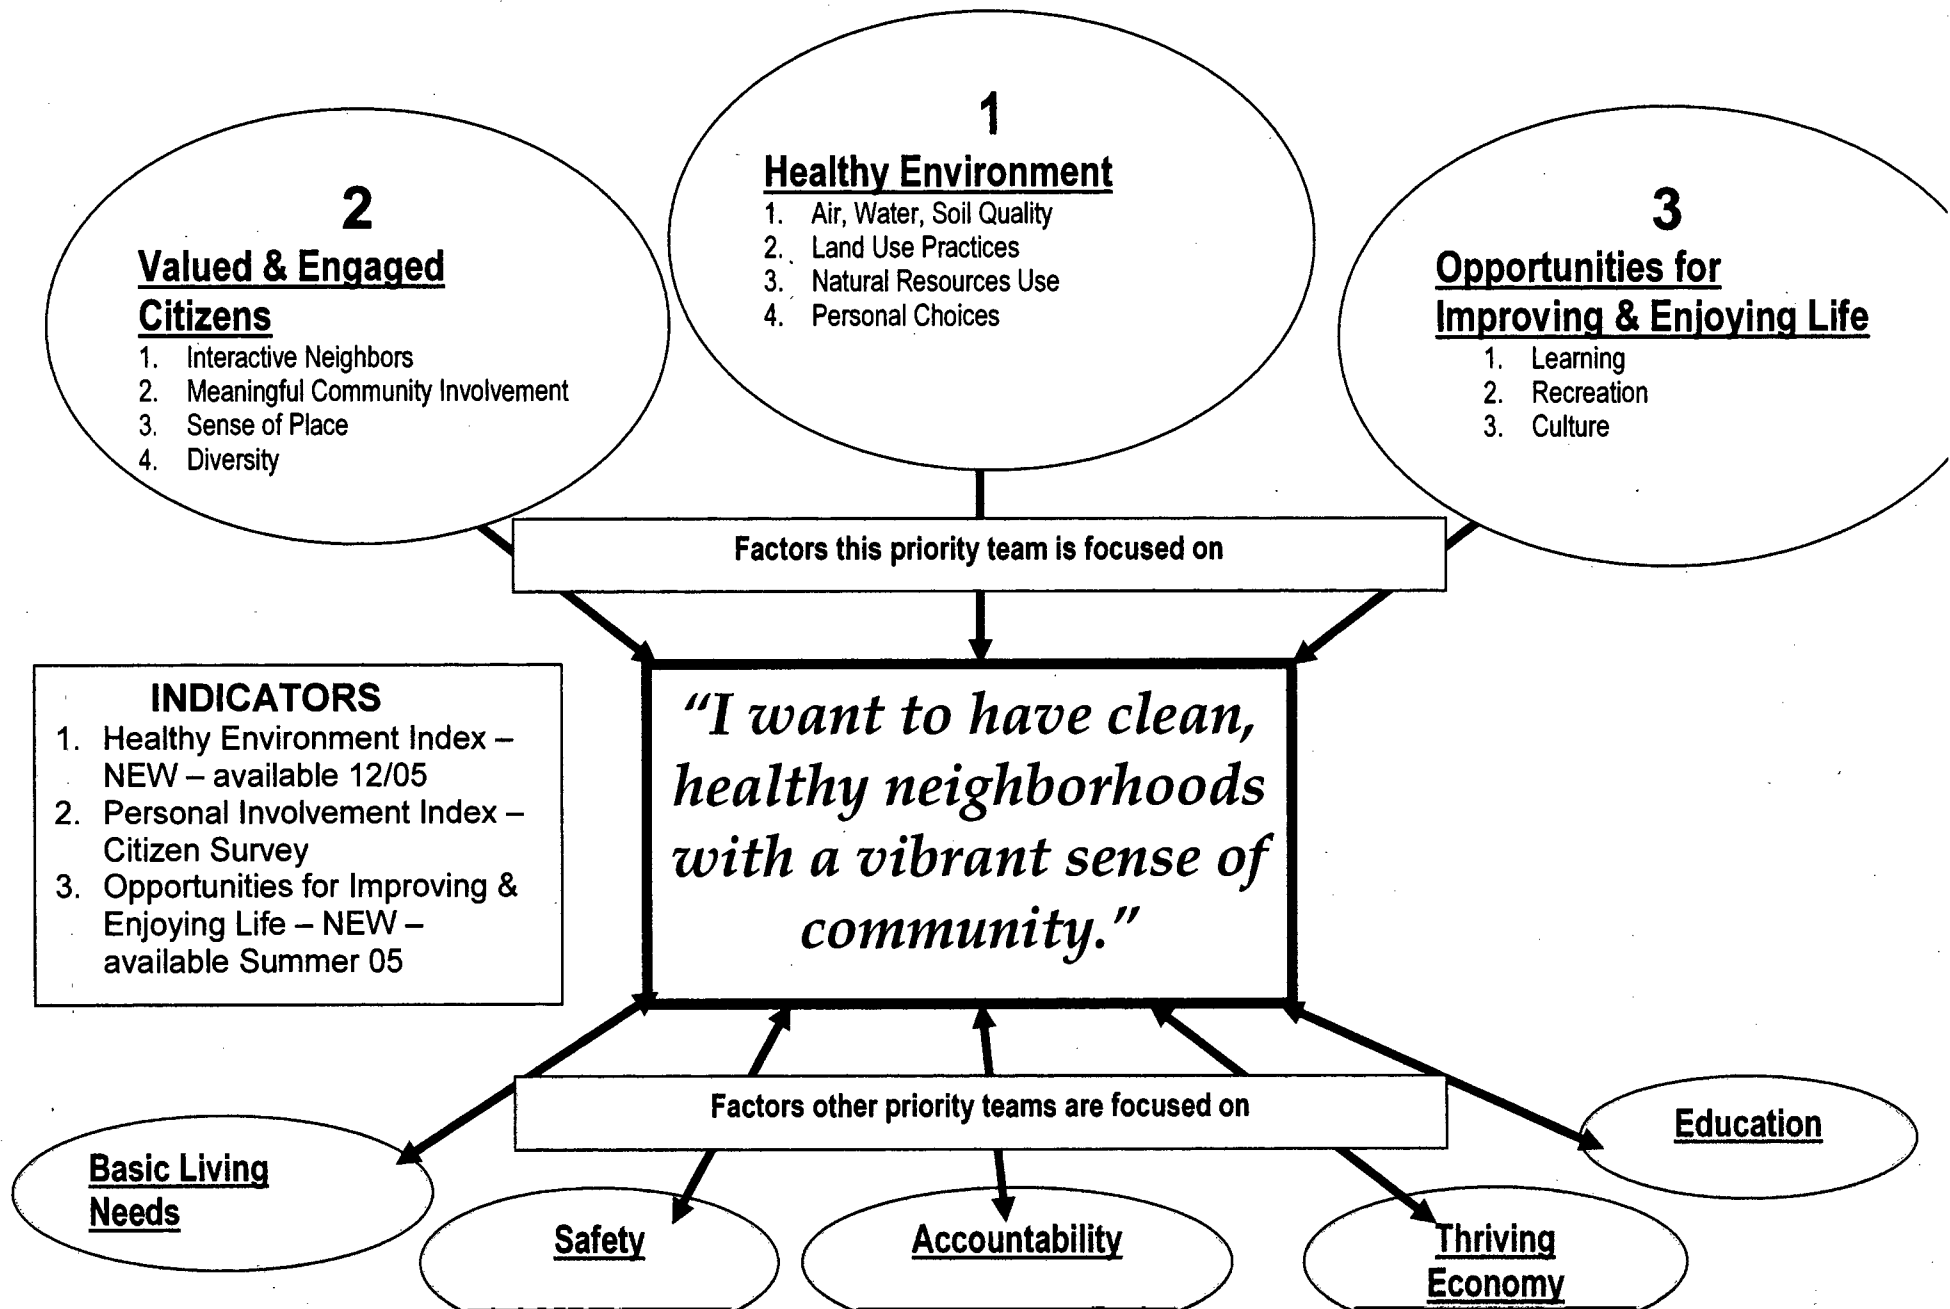 1
Healthy Environment
1. Air, Water, Soil Quality
2. Land Use Practices
3. Natural Resources Use
4. Personal Choices
2
Valued & Engaged
Citizens
1. Interactive Neighbors
2. Meaningful Community Involvement
3. Sense of Place
4. Diversity
3
Opportunities for
Improving & Enjoying Life
1. Learning
2. Recreation
3. Culture
Factors this priority team is focused on
INDICATORS
1. Healthy Environment Index –
NEW – available 12/05
2. Personal Involvement Index –
Citizen Survey
3. Opportunities for Improving &
Enjoying Life – NEW –
available Summer 05
“I want to have clean,
healthy neighborhoods
with a vibrant sense of
community.”
Factors other priority teams are focused on
Basic Living
Needs
Safety
Accountability
Thriving
Economy
Education